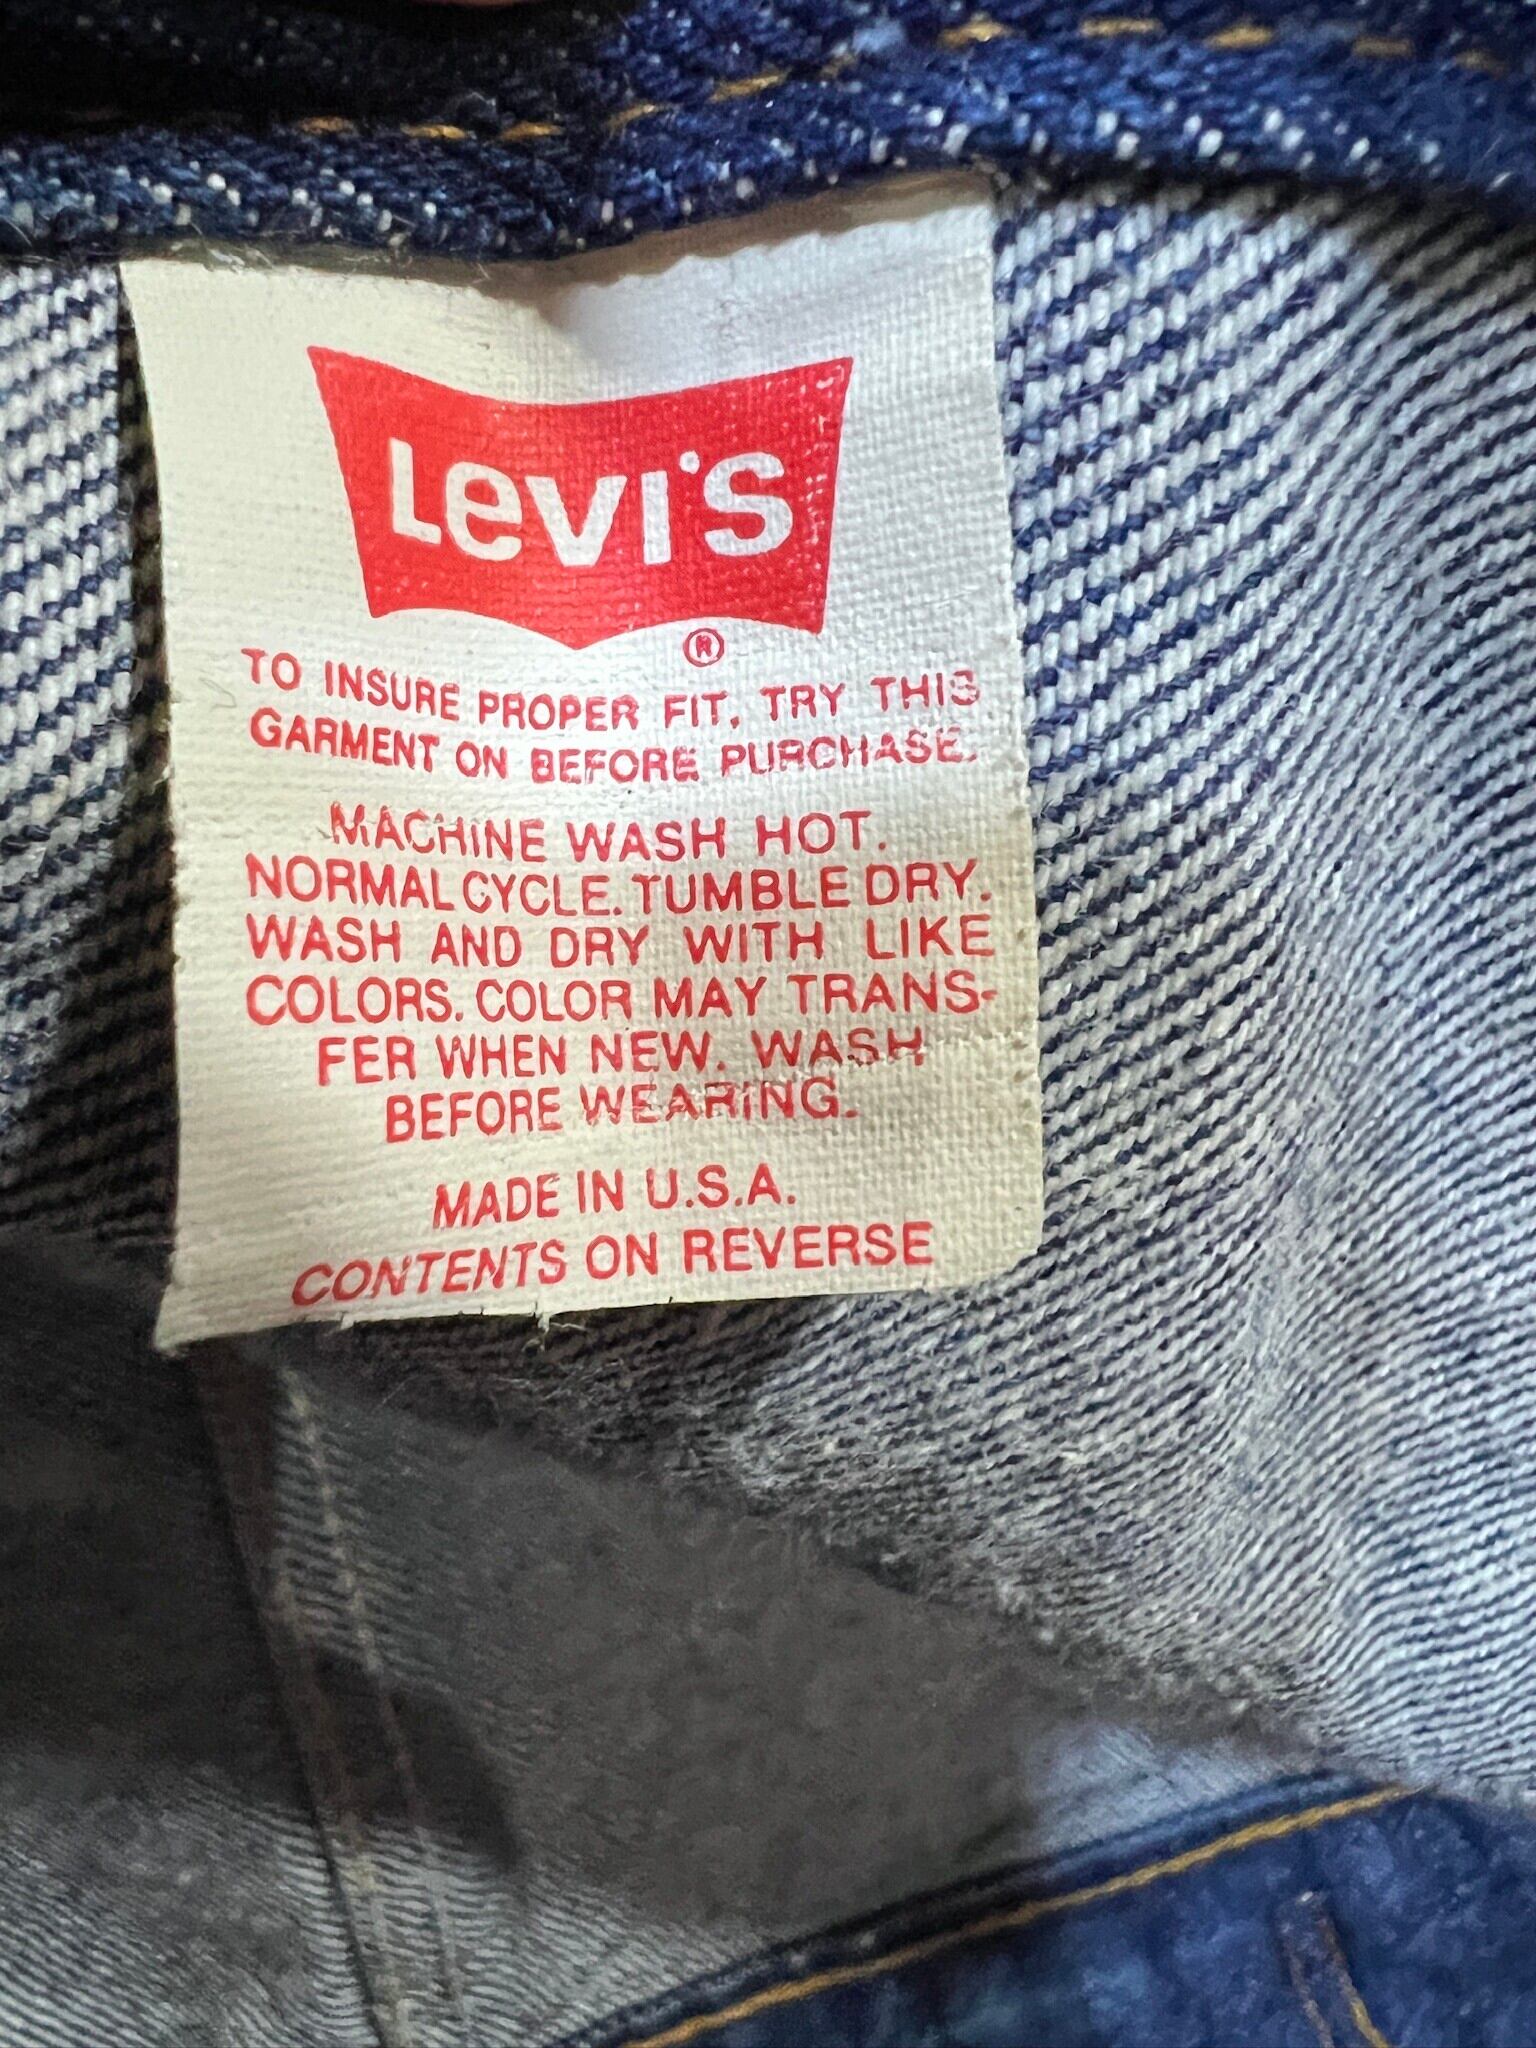 Levi's
®
TO INSURE PROPER FIT, TRY THIS
GARMENT ON BEFORE PURCHASE.
MACHINE WASH HOT.
NORMAL CYCLE. TUMBLE DRY.
WASH AND DRY WITH LIKE
COLORS. COLOR MAY TRANS-
FER WHEN NEW. WASH
BEFORE WEARING.
MADE IN U.S.A.
CONTENTS ON REVERSE